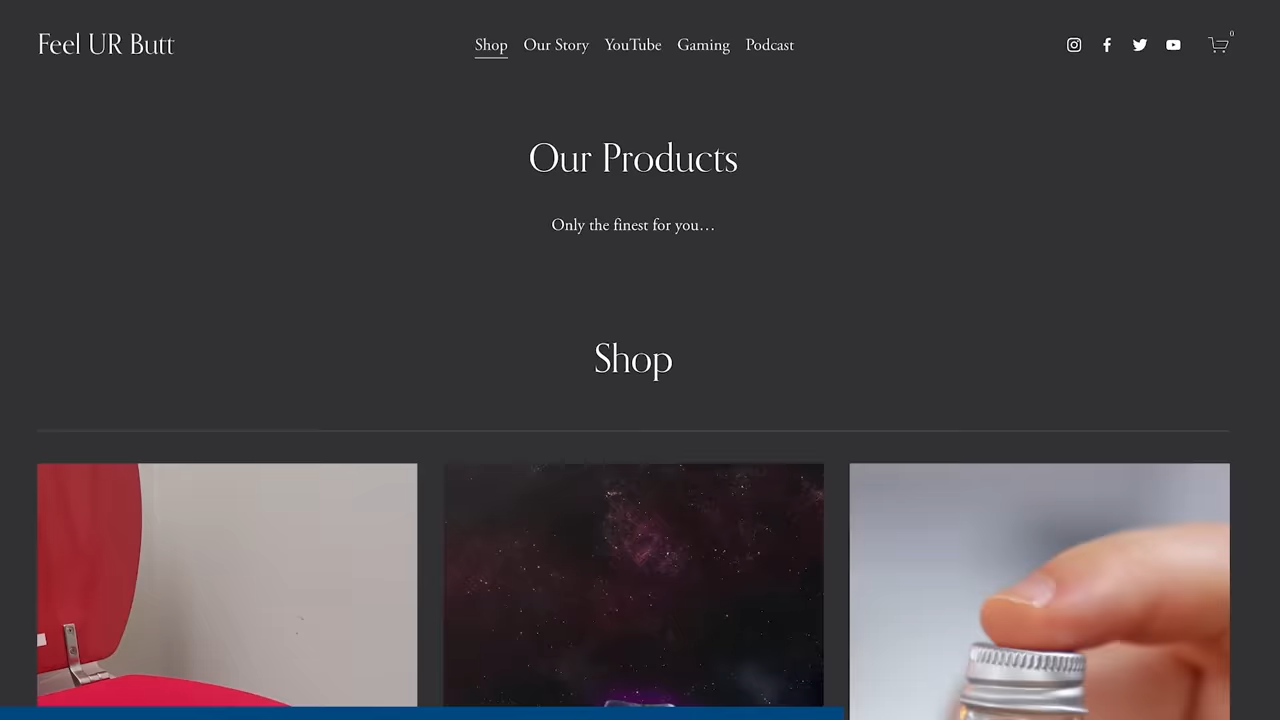 Feel UR Butt
Shop Our Story YouTube Gaming Podcast
0
Our Products
Only the finest for you...
Shop